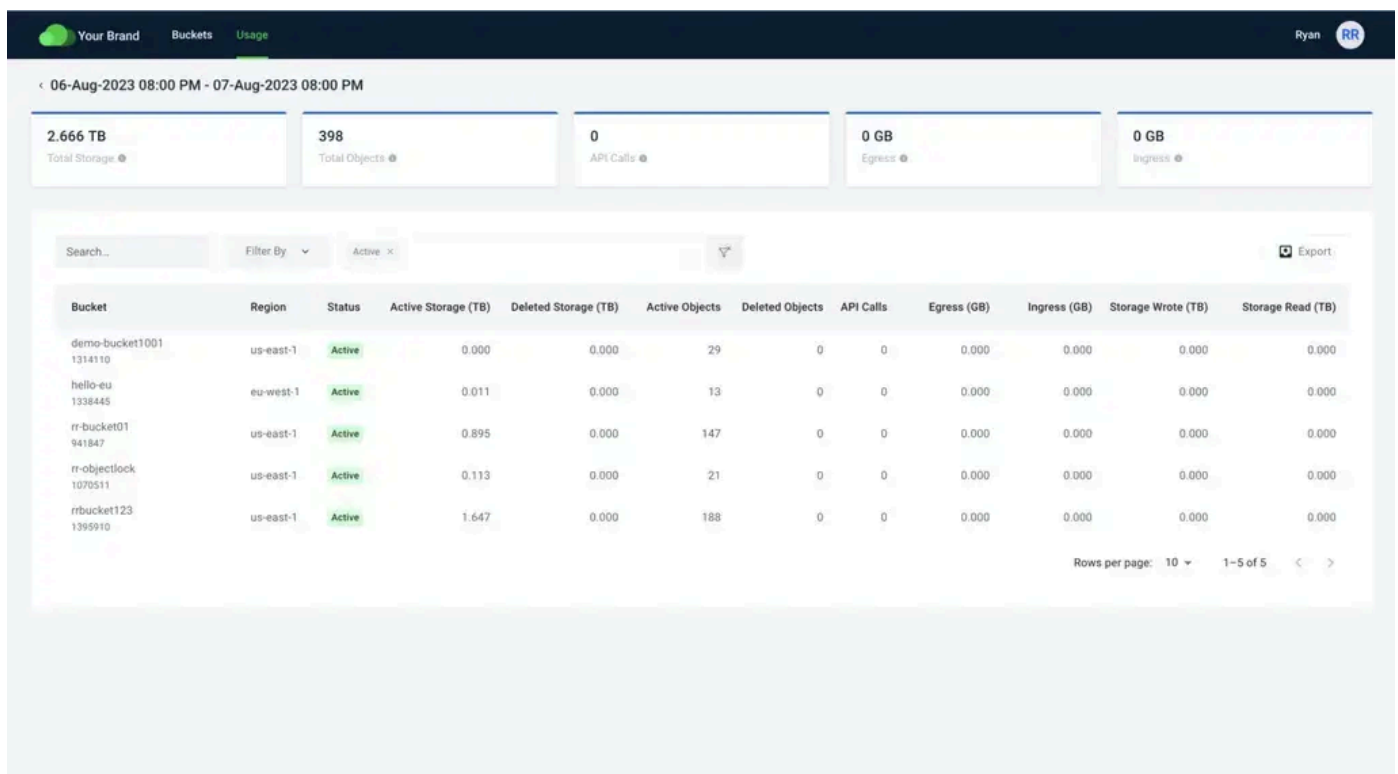 Your Brand Buckets Usage Ryan RR
‹ 06-Aug-2023 08:00 PM - 07-Aug-2023 08:00 PM
2.666 TB 398 0 0 GB 0 GB
Total Storage Total Objects API Calls Egress Ingress
Search... Filter By Active × Export
Bucket Region Status Active Storage (TB) Deleted Storage (TB) Active Objects Deleted Objects API Calls Egress (GB) Ingress (GB) Storage Wrote (TB) Storage Read (TB)
demo-bucket1001
1314110
us-east-1 Active 0.000 0.000 29 0 0 0.000 0.000 0.000 0.000
hello-eu
1338445
eu-west-1 Active 0.011 0.000 13 0 0 0.000 0.000 0.000 0.000
rr-bucket01
941847
us-east-1 Active 0.895 0.000 147 0 0 0.000 0.000 0.000 0.000
rr-objectlock
1070511
us-east-1 Active 0.113 0.000 21 0 0 0.000 0.000 0.000 0.000
rrbucket123
1395910
us-east-1 Active 1.647 0.000 188 0 0 0.000 0.000 0.000 0.000
Rows per page: 10 1–5 of 5 < >